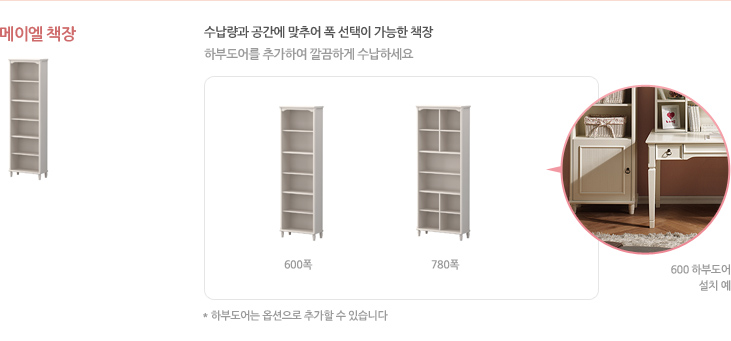 메이엘 책장
수납량과 공간에 맞추어 폭 선택이 가능한 책장
하부도어를 추가하여 깔끔하게 수납하세요
600폭
780폭
600 하부도어
설치 예
* 하부도어는 옵션으로 추가할 수 있습니다